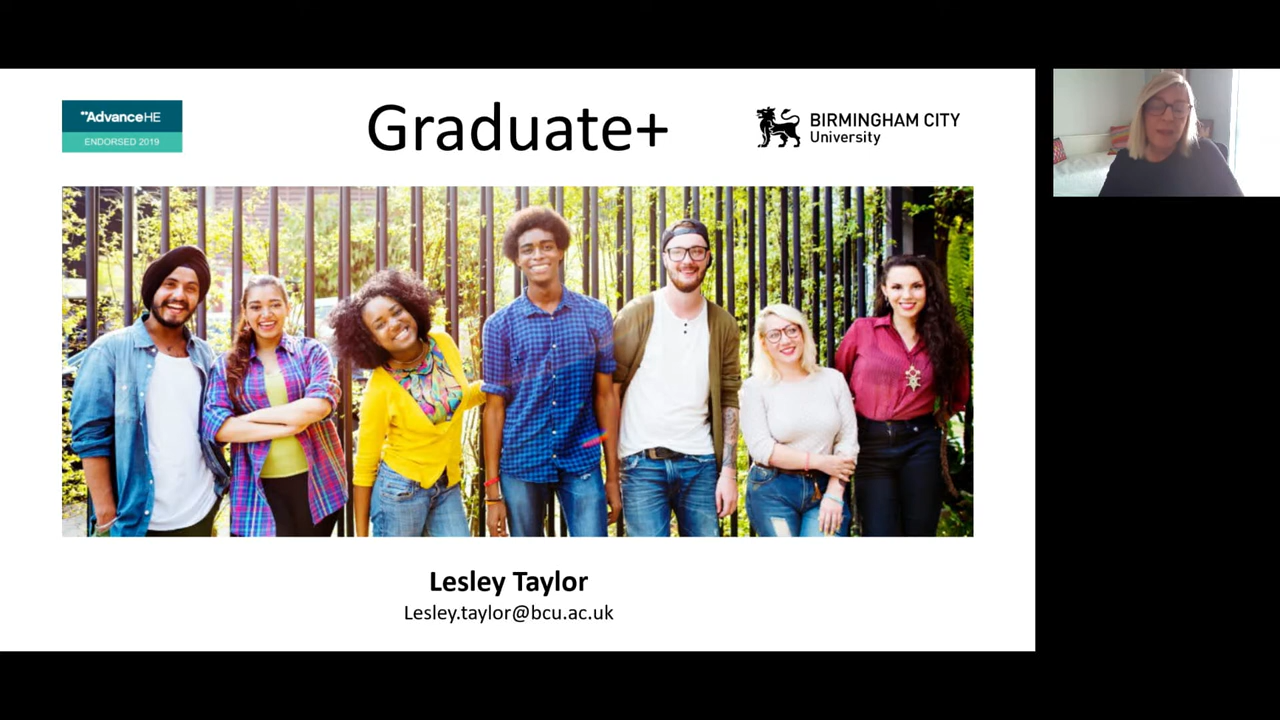 **AdvanceHE
ENDORSED 2019
Graduate+
BIRMINGHAM CITY
University
Lesley Taylor
Lesley.taylor@bcu.ac.uk